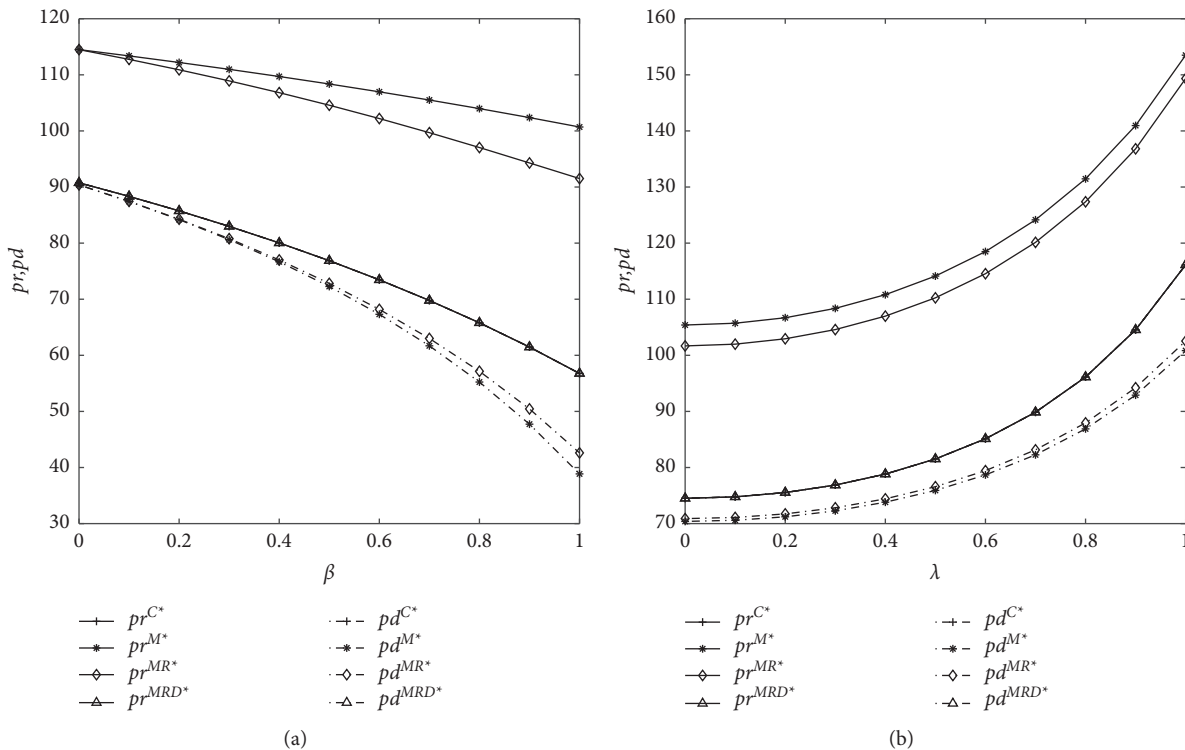 120
110
100
90
80
70
60
50
40
30
pr,pd
0
0.2
0.4
0.6
0.8
1
β
pr^{C*}
pr^{M*}
pr^{MR*}
pr^{MRD*}
pd^{C*}
pd^{M*}
pd^{MR*}
pd^{MRD*}
(a)
160
150
140
130
120
110
100
90
80
70
pr,pd
0
0.2
0.4
0.6
0.8
1
λ
pr^{C*}
pr^{M*}
pr^{MR*}
pr^{MRD*}
pd^{C*}
pd^{M*}
pd^{MR*}
pd^{MRD*}
(b)